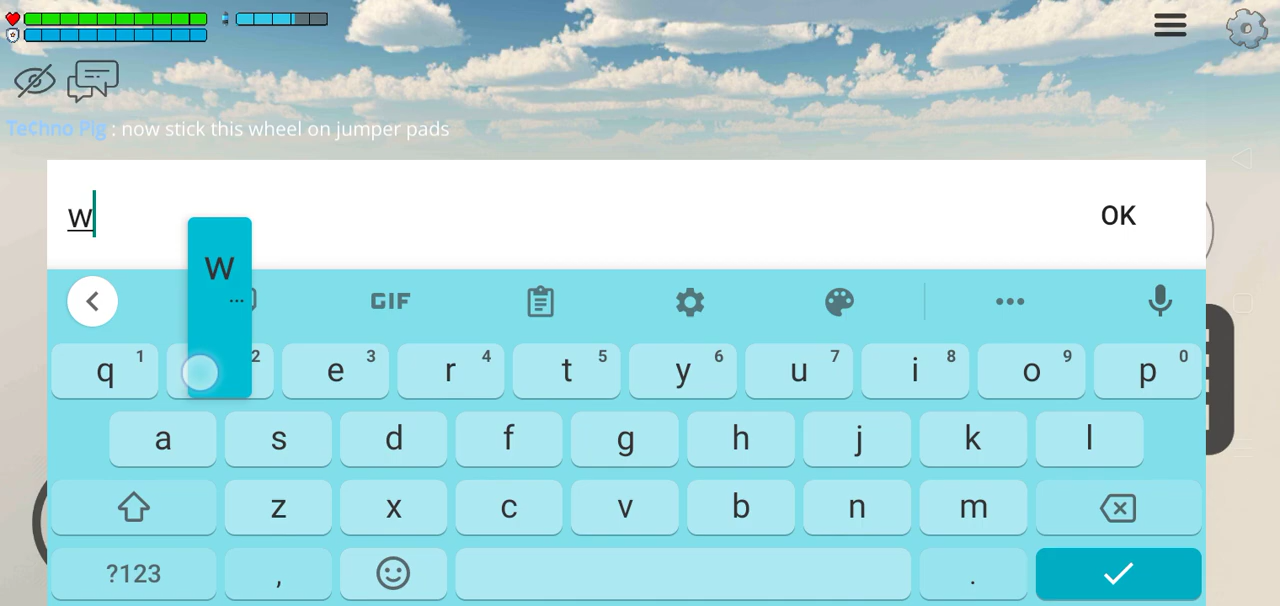 TeChno Pig : now stick this wheel on jumper pads
W
OK
W
GIF
q 1 2 e 3 r 4 t 5 y 6 u 7 i 8 o 9 p 0
a s d f g h j k l
z x c v b n m
?123 , .